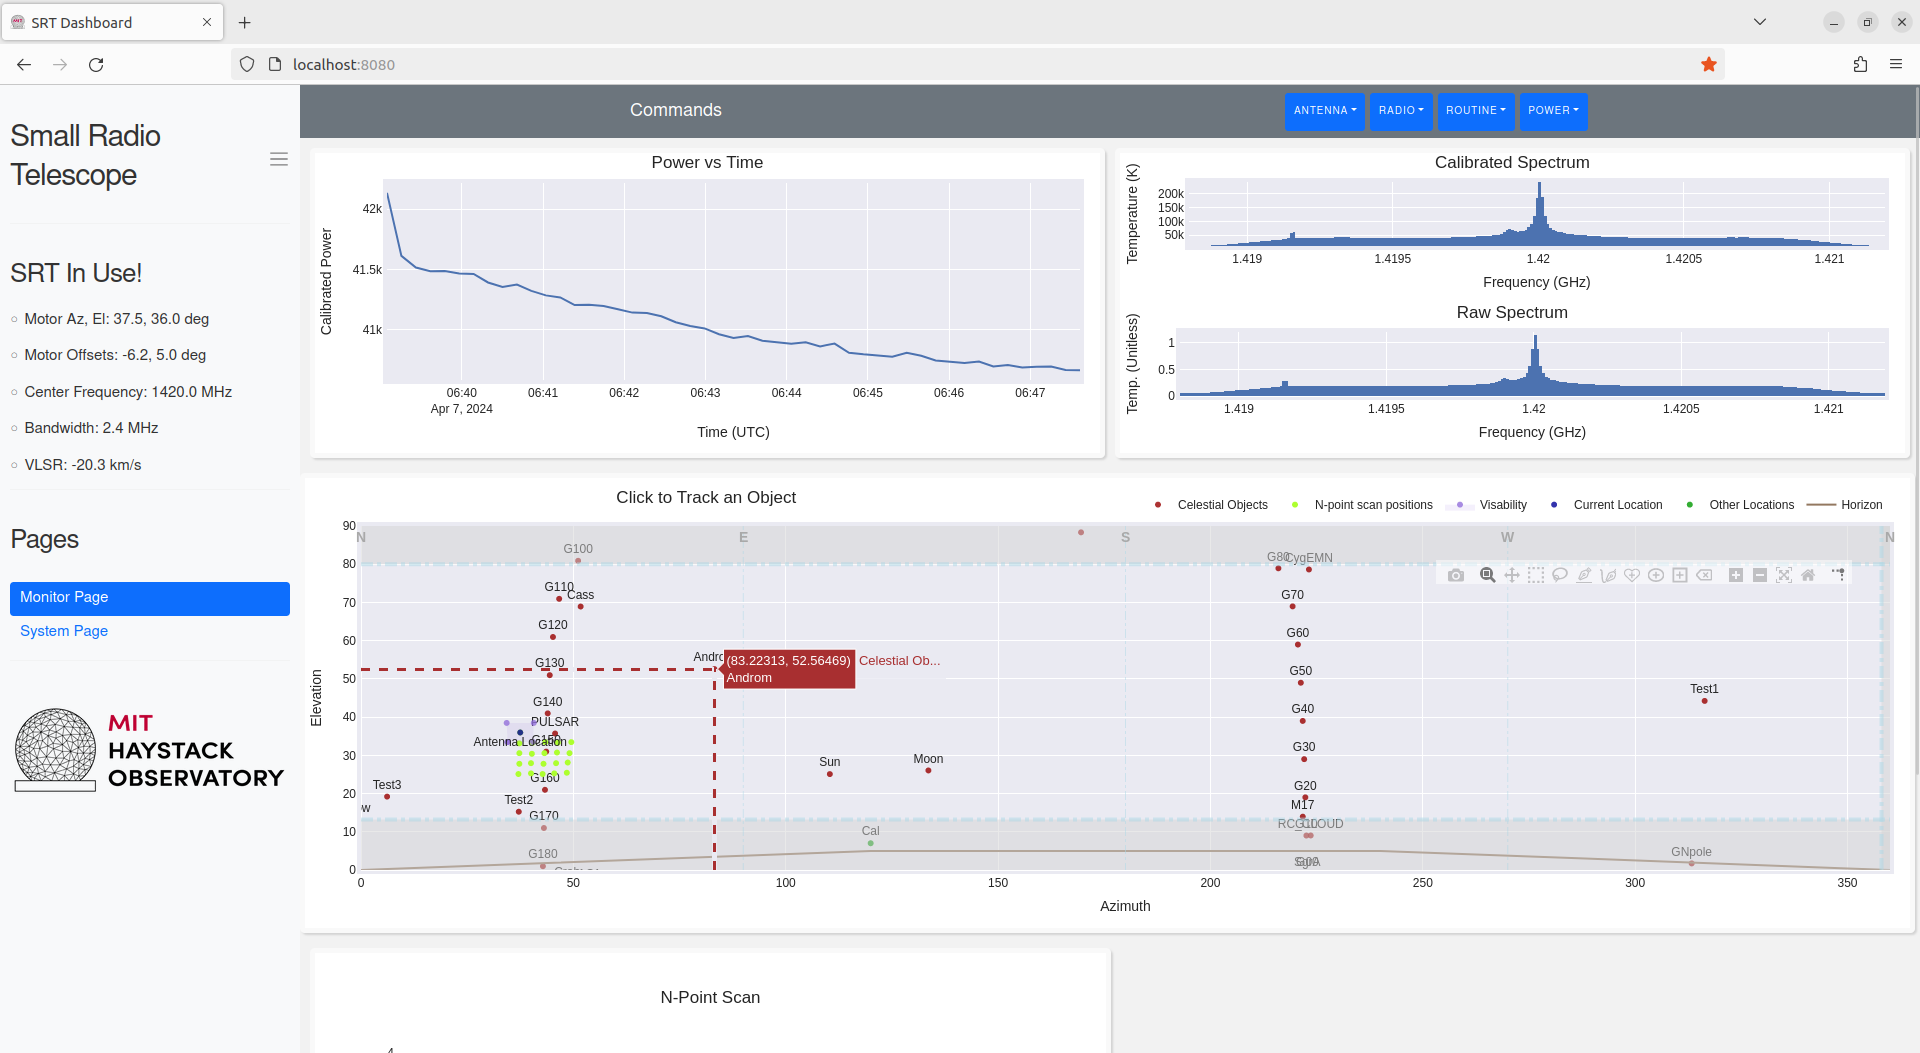 SRT Dashboard
localhost:8080
Small Radio
Telescope
SRT In Use!
Motor Az, El: 37.5, 36.0 deg
Motor Offsets: -6.2, 5.0 deg
Center Frequency: 1420.0 MHz
Bandwidth: 2.4 MHz
VLSR: -20.3 km/s
Pages
Monitor Page
System Page
MIT
HAYSTACK
OBSERVATORY
Commands
ANTENNA
RADIO
ROUTINE
POWER
Power vs Time
Calibrated Power
42k
41.5k
41k
06:40 06:41 06:42 06:43 06:44 06:45 06:46 06:47
Apr 7, 2024
Time (UTC)
Calibrated Spectrum
Temperature (K)
200k
150k
100k
50k
1.419 1.4195 1.42 1.4205 1.421
Frequency (GHz)
Raw Spectrum
Temp. (Unitless)
1
0.5
0
1.419 1.4195 1.42 1.4205 1.421
Frequency (GHz)
Click to Track an Object
Celestial Objects N-point scan positions Visability Current Location Other Locations Horizon
Elevation
90
80
70
60
50
40
30
20
10
0
N E S W N
G100
G110
Cass
G120
G130
G140
PULSAR
Antenna Location
G160
Test2
G170
G180
Test3
w
(83.22313, 52.56469) Celestial Ob...
Androm
Sun
Moon
Cal
G80
CygEMN
G70
G60
G50
G40
G30
G20
M17
Test1
GNpole
0 50 100 150 200 250 300 350
Azimuth
N-Point Scan
4